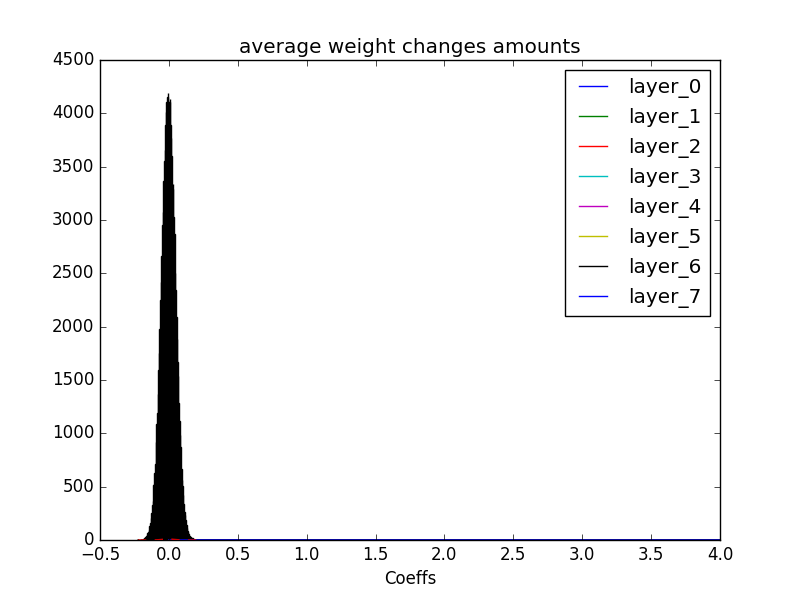 average weight changes amounts
4500
4000
3500
3000
2500
2000
1500
1000
500
0
−0.5 0.0 0.5 1.0 1.5 2.0 2.5 3.0 3.5 4.0
Coeffs
layer_0
layer_1
layer_2
layer_3
layer_4
layer_5
layer_6
layer_7